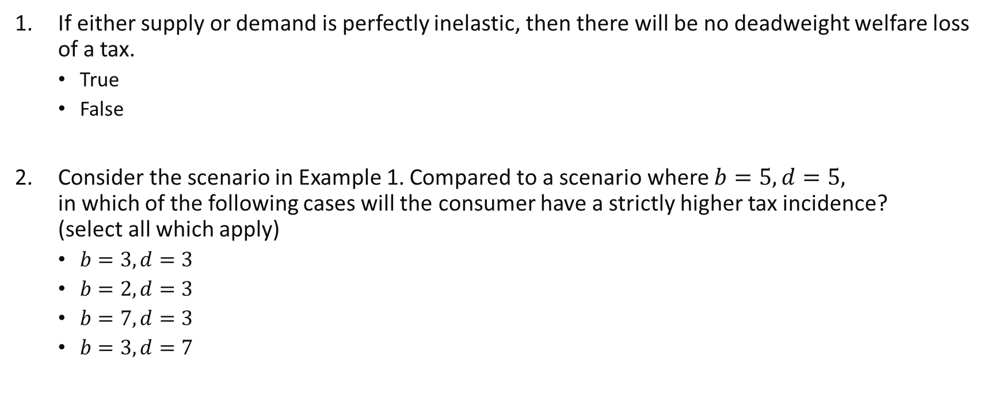 1. If either supply or demand is perfectly inelastic, then there will be no deadweight welfare loss
of a tax.
• True
• False
2. Consider the scenario in Example 1. Compared to a scenario where 𝑏 = 5, 𝑑 = 5,
in which of the following cases will the consumer have a strictly higher tax incidence?
(select all which apply)
• 𝑏 = 3, 𝑑 = 3
• 𝑏 = 2, 𝑑 = 3
• 𝑏 = 7, 𝑑 = 3
• 𝑏 = 3, 𝑑 = 7